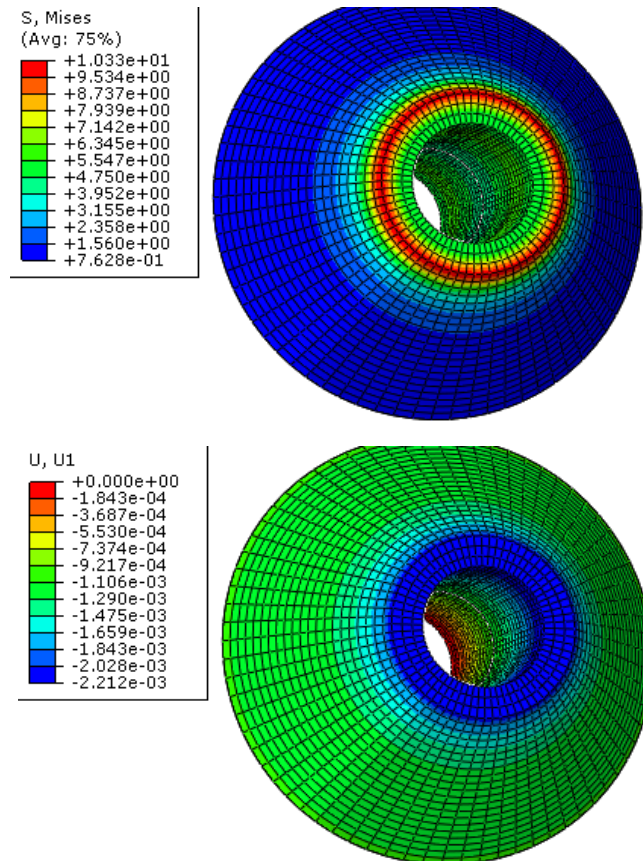 S, Mises
(Avg: 75%)
+1.033e+01
+9.534e+00
+8.737e+00
+7.939e+00
+7.142e+00
+6.345e+00
+5.547e+00
+4.750e+00
+3.952e+00
+3.155e+00
+2.358e+00
+1.560e+00
+7.628e-01
U, U1
+0.000e+00
-1.843e-04
-3.687e-04
-5.530e-04
-7.374e-04
-9.217e-04
-1.106e-03
-1.290e-03
-1.475e-03
-1.659e-03
-1.843e-03
-2.028e-03
-2.212e-03